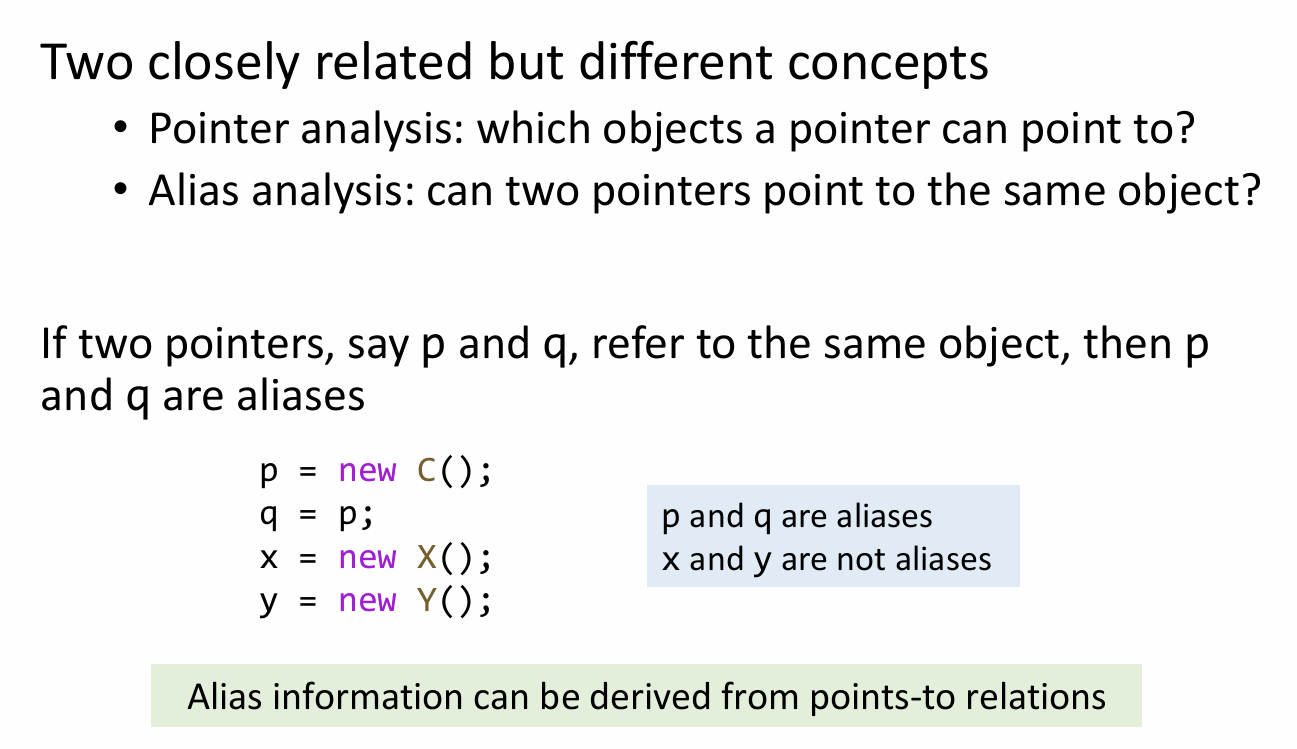 Two closely related but different concepts
• Pointer analysis: which objects a pointer can point to?
• Alias analysis: can two pointers point to the same object?
If two pointers, say p and q, refer to the same object, then p
and q are aliases
p = new C();
q = p;
x = new X();
y = new Y();
p and q are aliases
x and y are not aliases
Alias information can be derived from points-to relations